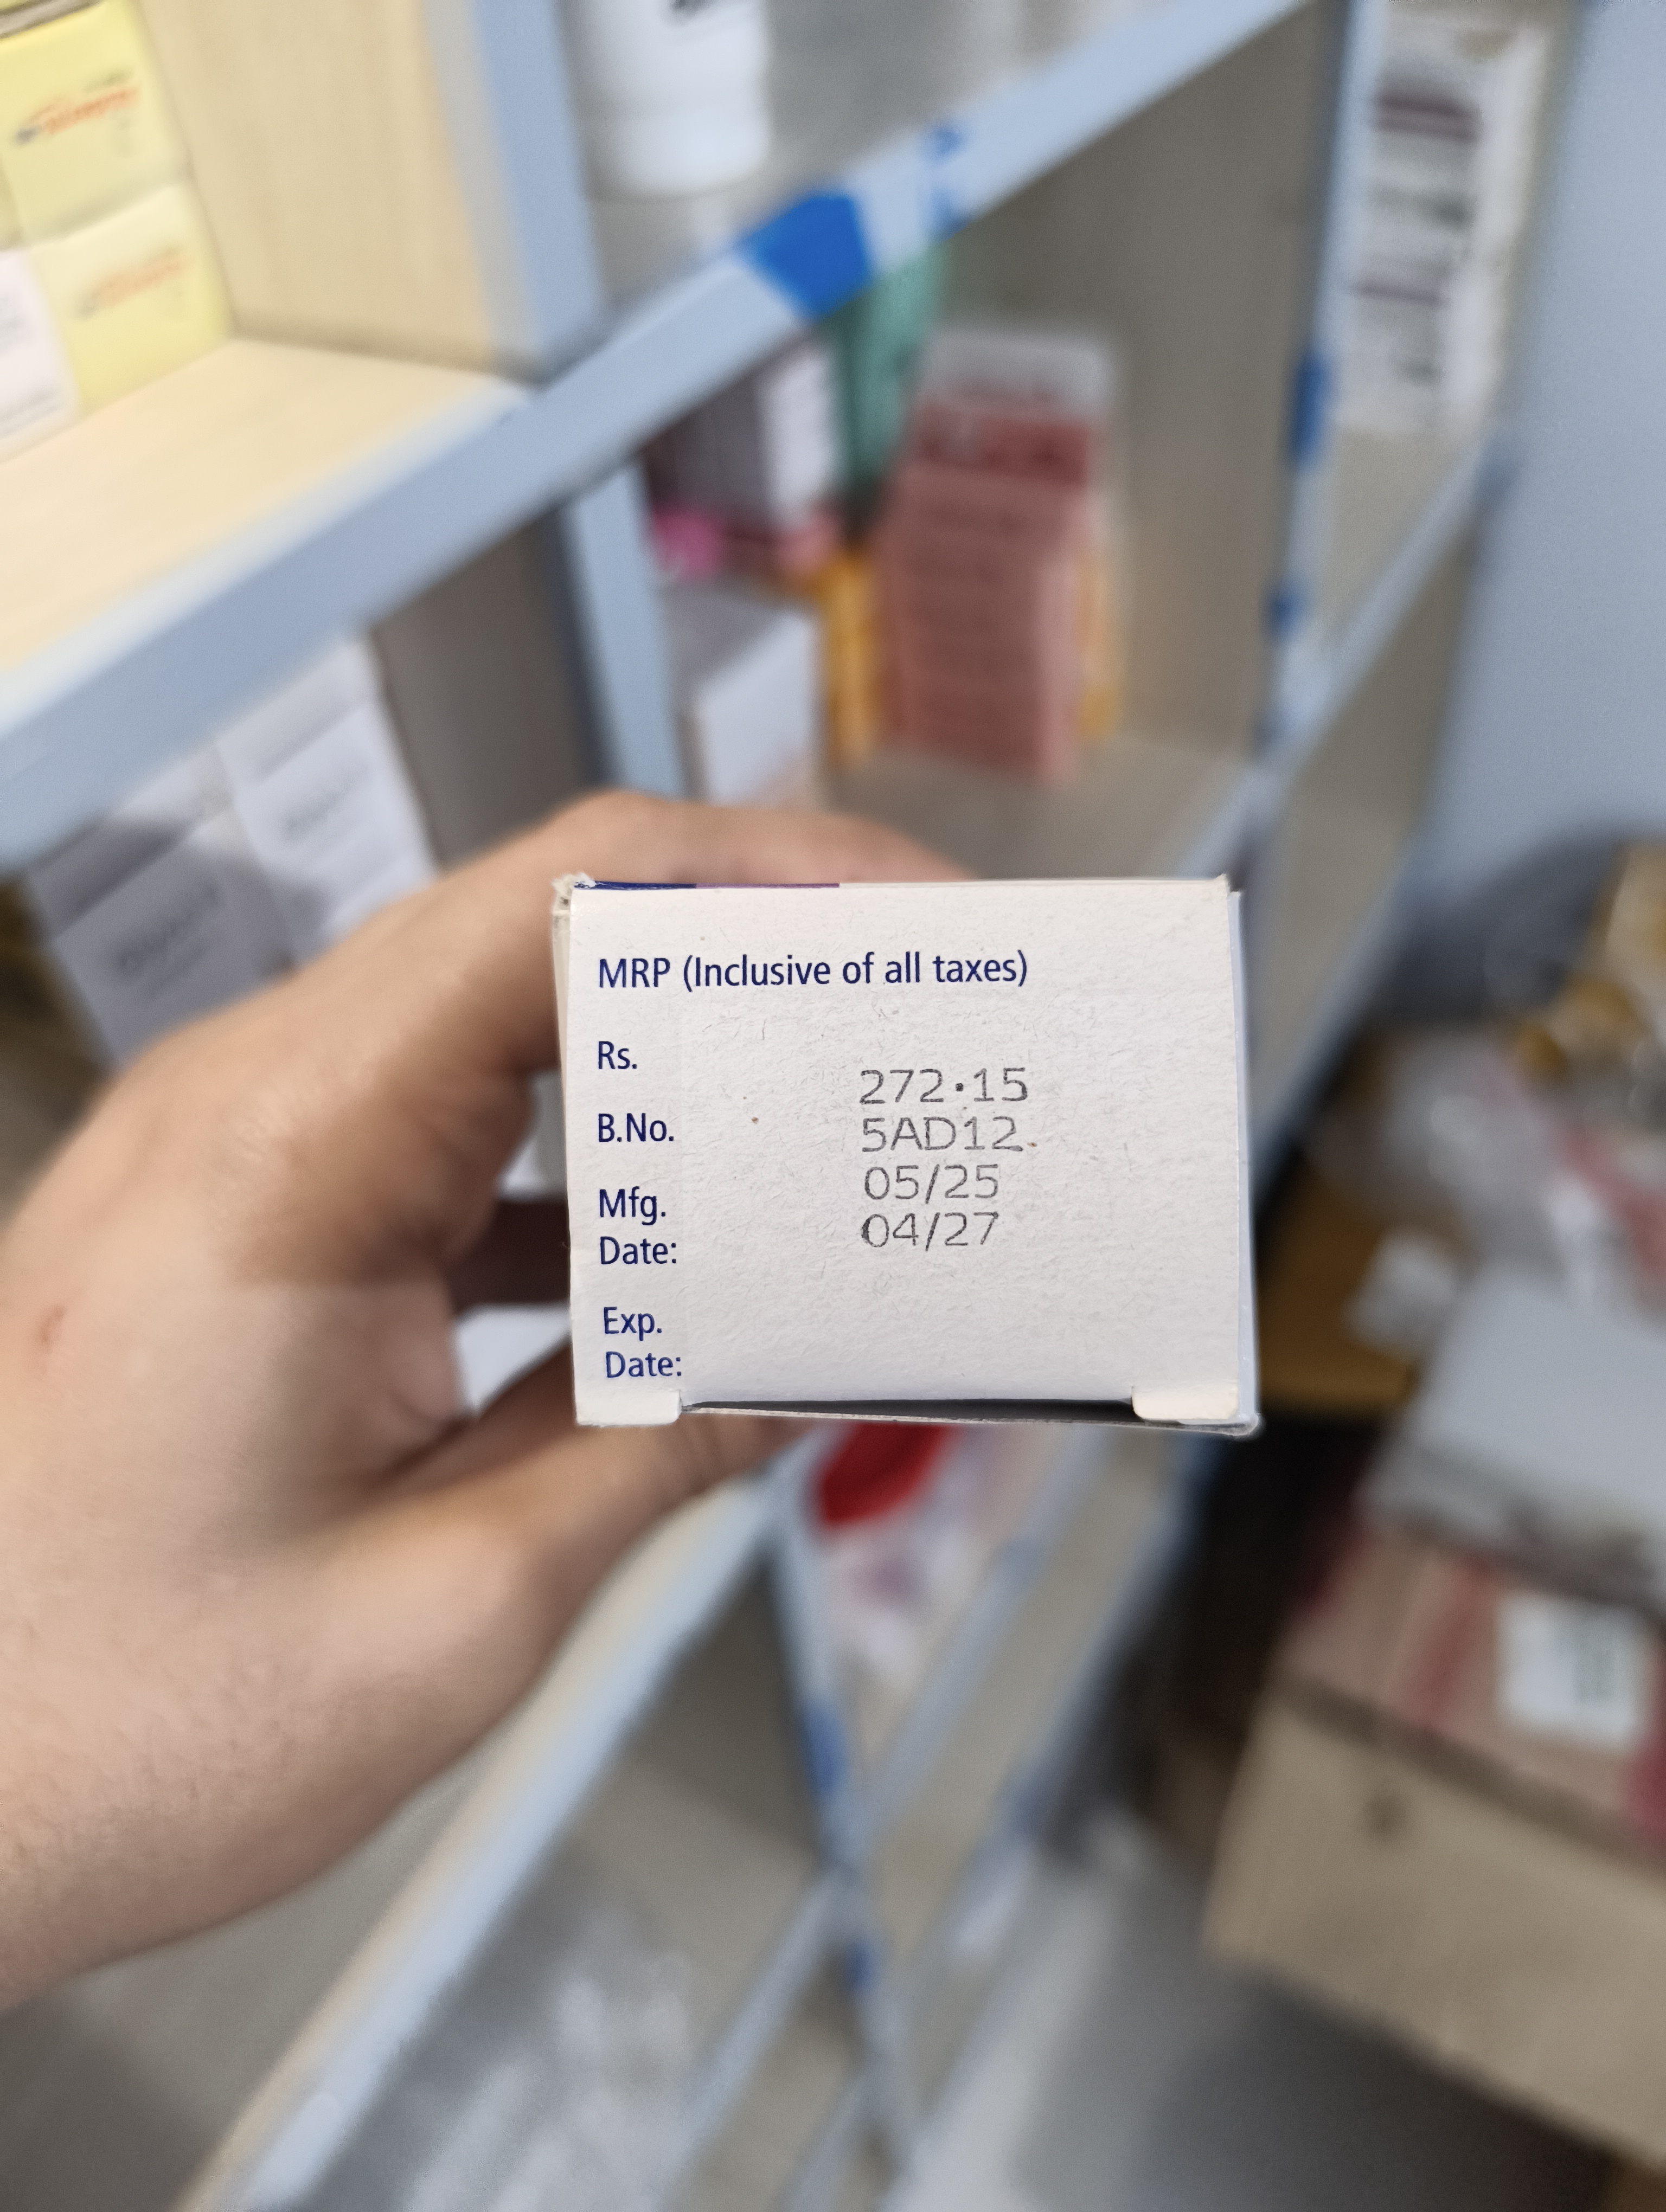 MRP (Inclusive of all taxes)
Rs.
272·15
B.No.
5AD12
Mfg.
Date:
05/25
04/27
Exp.
Date: